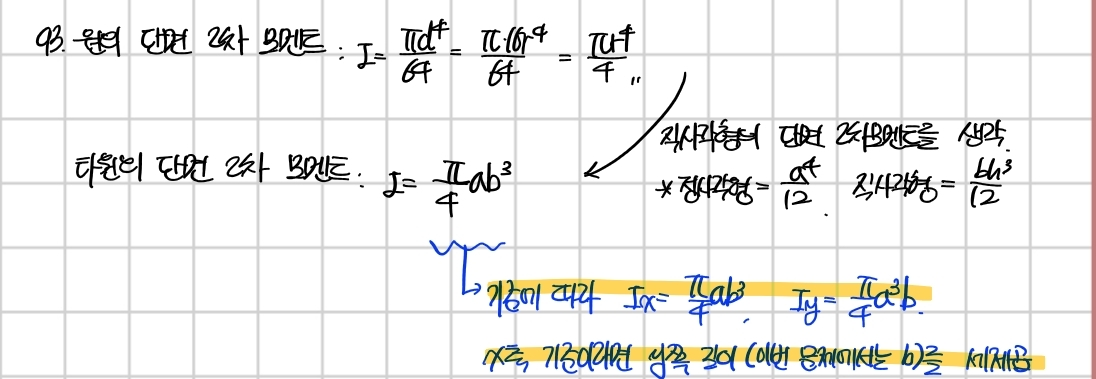 93. 원의 단면 2차 모멘트 : I = πd⁴/64 = π·16r⁴/64 = πr⁴/4 〃
직사각형의 단면 2차모멘트를 생각.
타원의 단면 2차 모멘트 : I = π/4 ab³
* 정사각형 = a⁴/12. 직사각형 = bh³/12
기준에 따라 Ix = π/4 ab³, Iy = π/4 a³b.
x축 기준이라면 y쪽 길이 (이번 문제에서는 b)를 세제곱